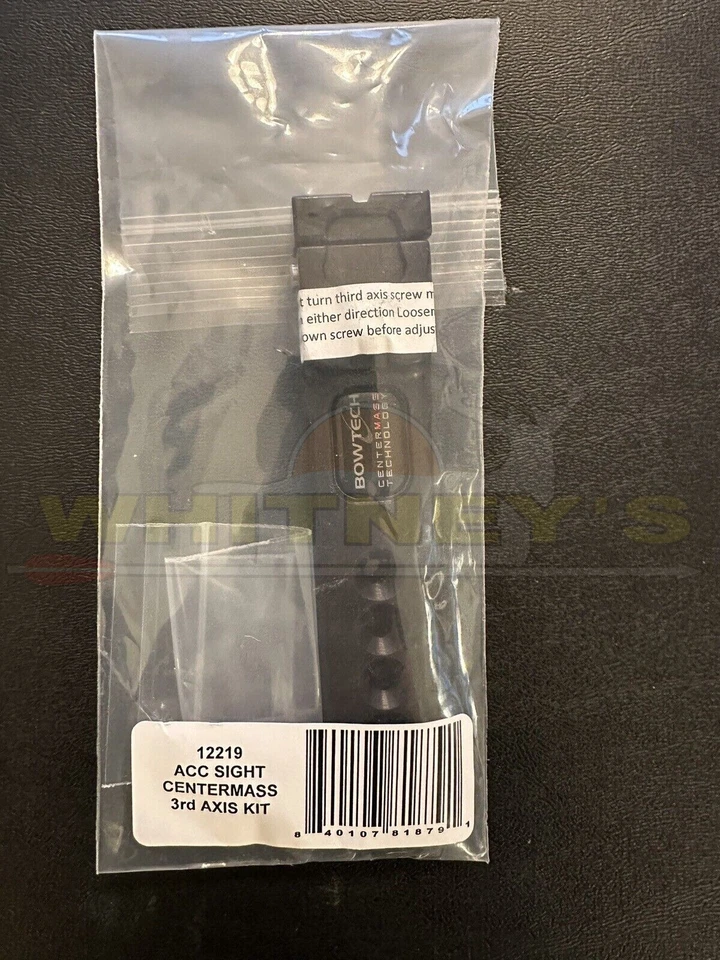 t turn third axis screw m
either direction Loosen
own screw before adjus
BOWTECH
CENTERMASS
TECHNOLOGY
WHITNEY'S
12219
ACC SIGHT
CENTERMASS
3rd AXIS KIT
8 40107 81879 1